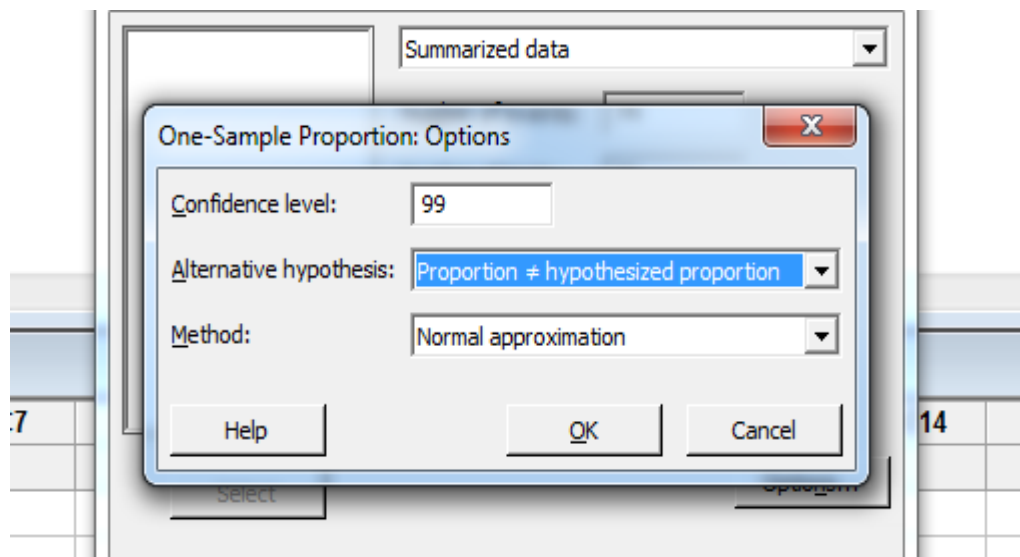 Summarized data
One-Sample Proportion: Options
Confidence level: 99
Alternative hypothesis: Proportion ≠ hypothesized proportion
Method: Normal approximation
:7
14
Help OK Cancel
Select